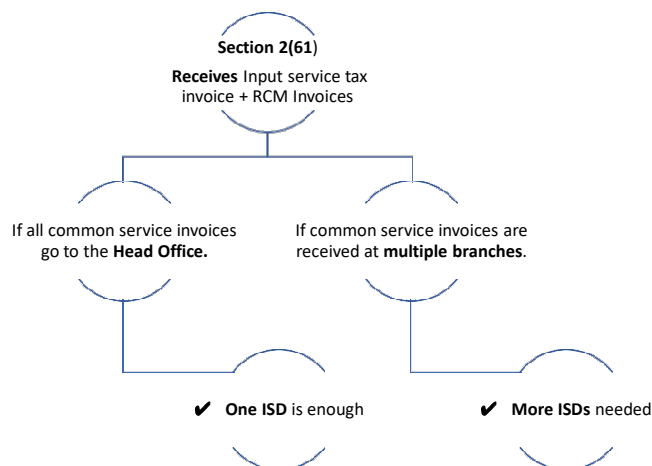 Section 2(61)
Receives Input service tax
invoice + RCM Invoices
If all common service invoices
go to the Head Office.
If common service invoices are
received at multiple branches.
✔ One ISD is enough
✔ More ISDs needed